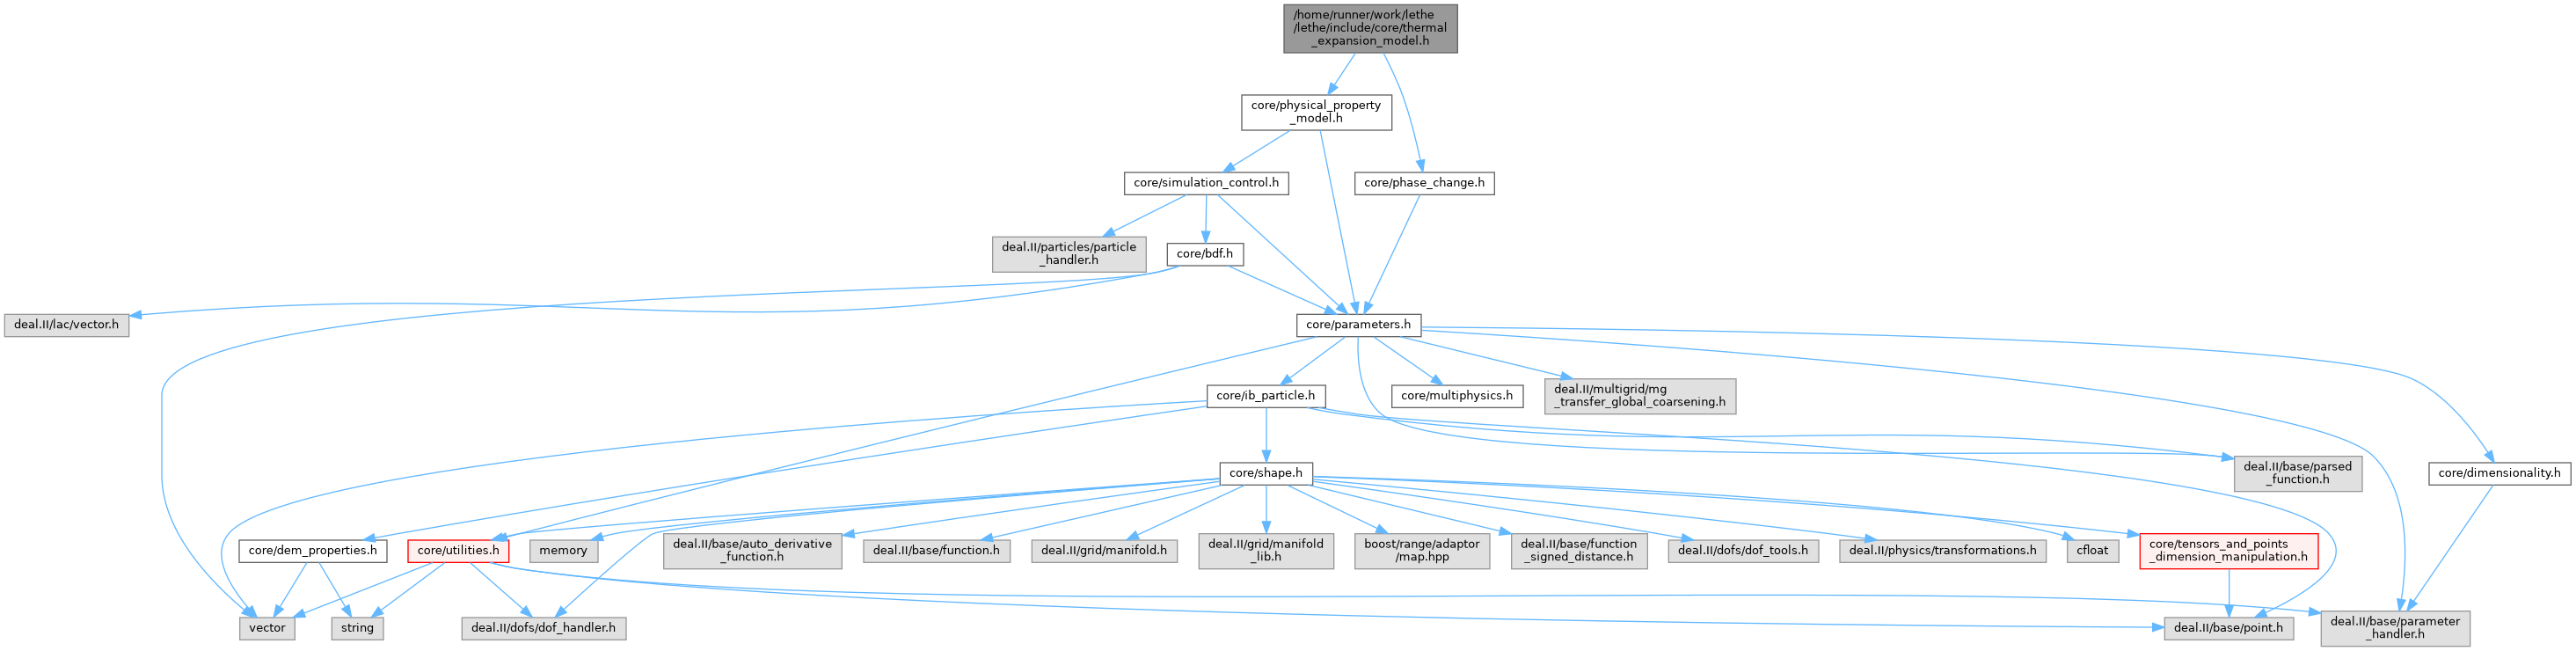 /home/runner/work/lethe
/lethe/include/core/thermal
_expansion_model.h
core/physical_property
_model.h
core/simulation_control.h
core/phase_change.h
deal.II/particles/particle
_handler.h
core/bdf.h
deal.II/lac/vector.h
core/parameters.h
core/ib_particle.h
core/multiphysics.h
deal.II/multigrid/mg
_transfer_global_coarsening.h
core/shape.h
deal.II/base/parsed
_function.h
core/dimensionality.h
core/dem_properties.h
core/utilities.h
memory
deal.II/base/auto_derivative
_function.h
deal.II/base/function.h
deal.II/grid/manifold.h
deal.II/grid/manifold
_lib.h
boost/range/adaptor
/map.hpp
deal.II/base/function
_signed_distance.h
deal.II/dofs/dof_tools.h
deal.II/physics/transformations.h
cfloat
core/tensors_and_points
_dimension_manipulation.h
vector
string
deal.II/dofs/dof_handler.h
deal.II/base/point.h
deal.II/base/parameter
_handler.h